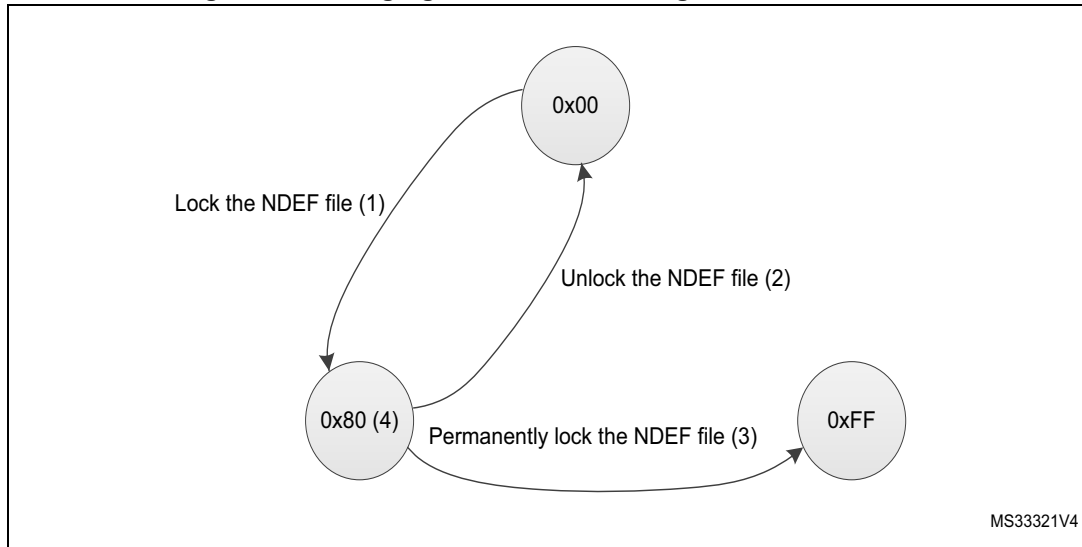 0x00
Lock the NDEF file (1)
Unlock the NDEF file (2)
0x80 (4)
Permanently lock the NDEF file (3)
0xFF
MS33321V4